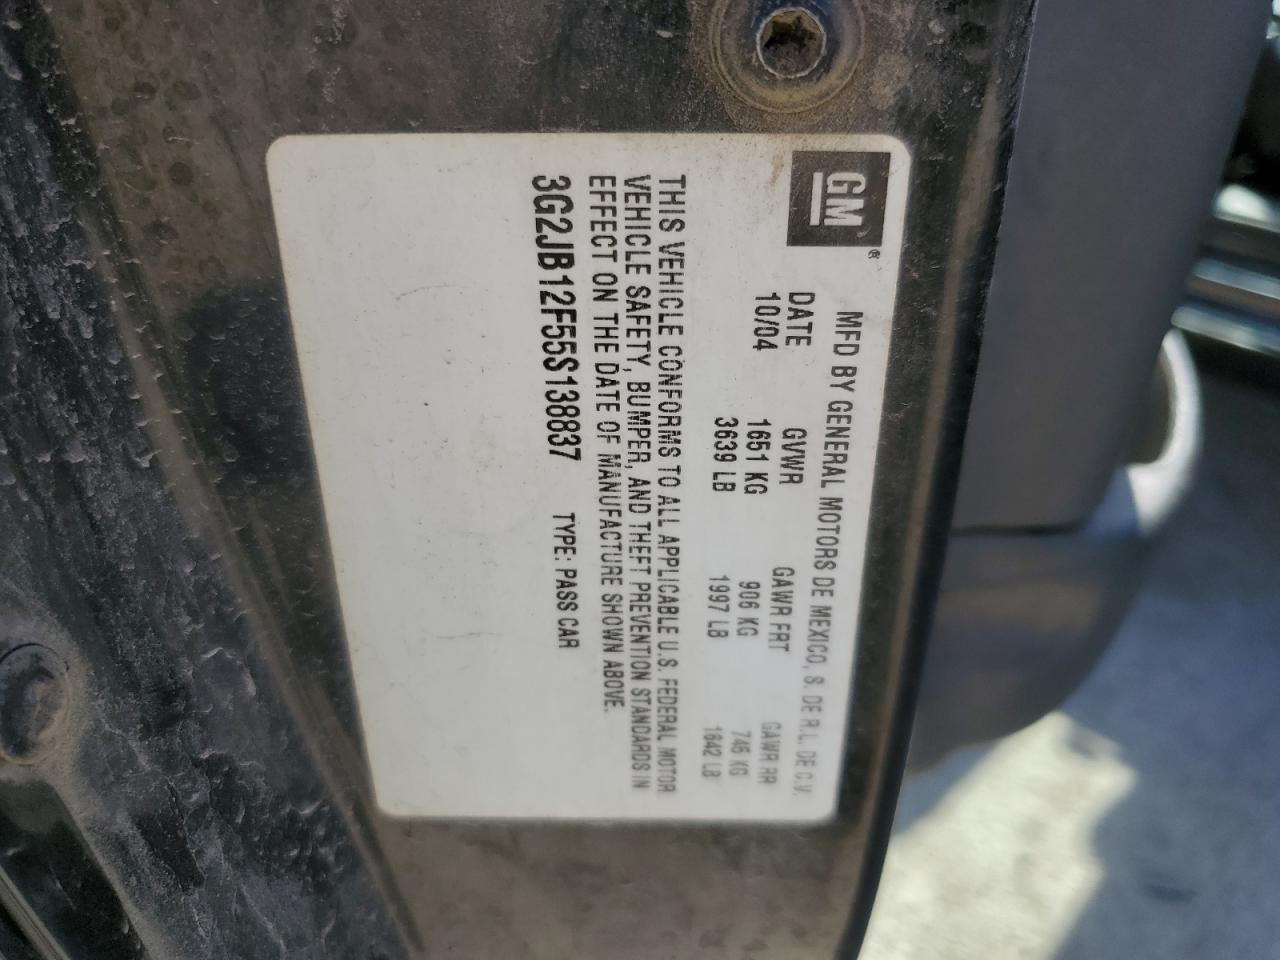 GM®
MFD BY GENERAL MOTORS DE MEXICO, S. DE R.L. DE C.V.
DATE GVWR GAWR FRT GAWR RR
10/04 1651 KG 906 KG 745 KG
3639 LB 1997 LB 1642 LB
THIS VEHICLE CONFORMS TO ALL APPLICABLE U.S. FEDERAL MOTOR
VEHICLE SAFETY, BUMPER, AND THEFT PREVENTION STANDARDS IN
EFFECT ON THE DATE OF MANUFACTURE SHOWN ABOVE.
3G2JB12F55S138837 TYPE: PASS CAR